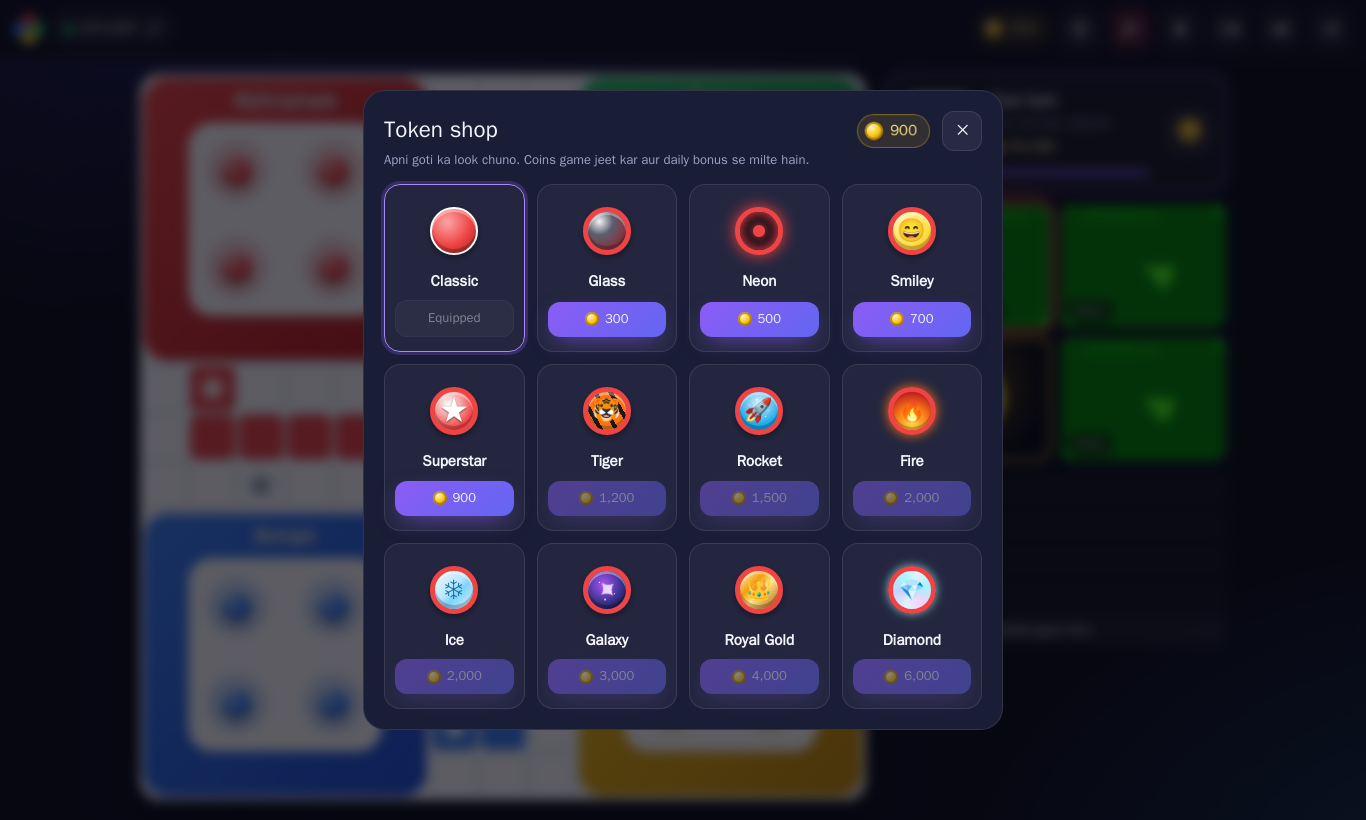 Token shop
900
×
Apni goti ka look chuno. Coins game jeet kar aur daily bonus se milte hain.
Classic
Glass
Neon
Smiley
Equipped
300
500
700
Superstar
Tiger
Rocket
Fire
900
1,200
1,500
2,000
Ice
Galaxy
Royal Gold
Diamond
2,000
3,000
4,000
6,000